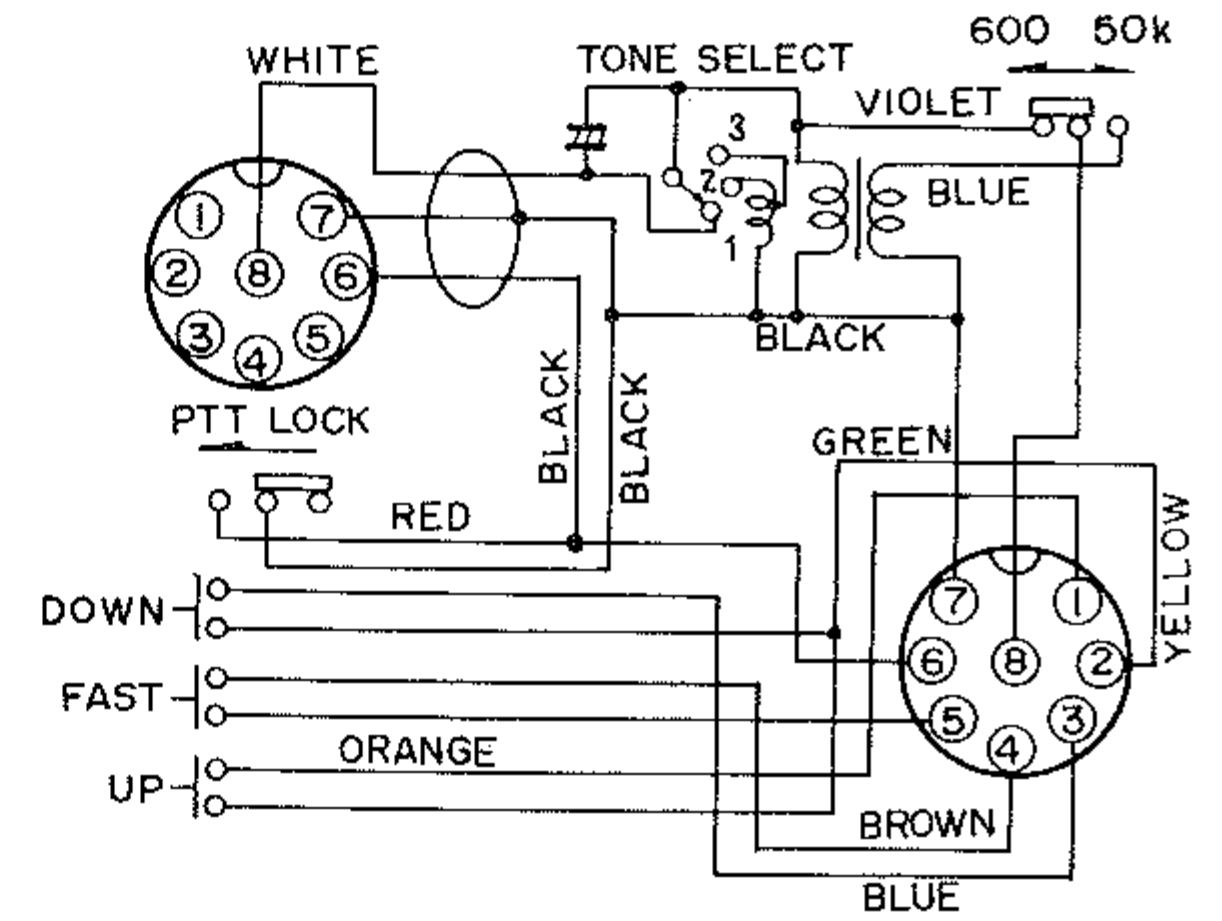 600 50k
WHITE
TONE SELECT
VIOLET
3
2
1
BLUE
1
7
2
8
6
3
5
4
BLACK
PTT LOCK
BLACK
BLACK
GREEN
RED
YELLOW
DOWN
7
1
6
8
2
FAST
5
3
4
ORANGE
UP
BROWN
BLUE